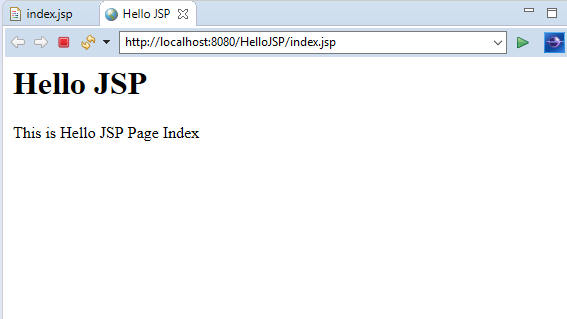 index.jsp
Hello JSP
http://localhost:8080/HelloJSP/index.jsp
Hello JSP
This is Hello JSP Page Index